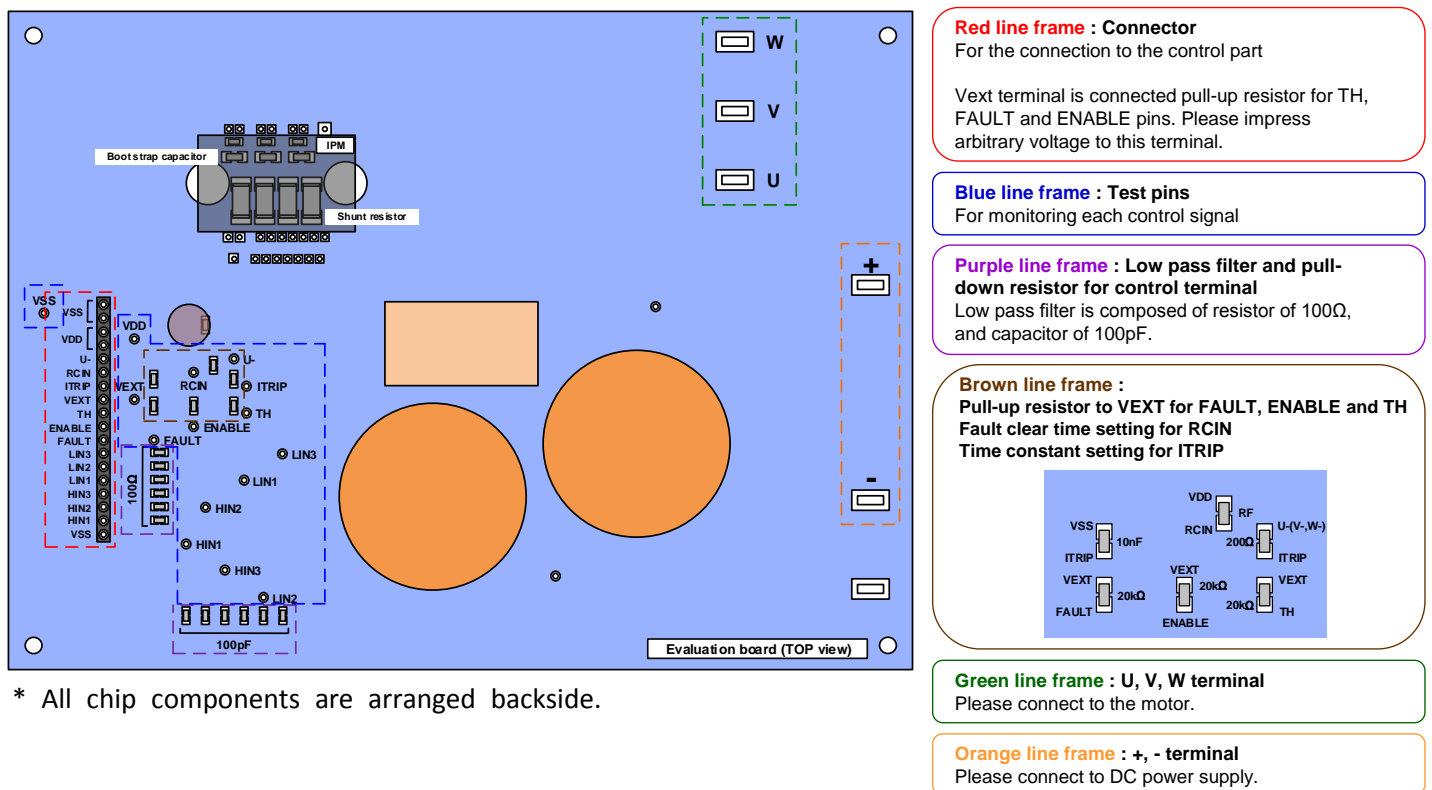 W
V
U
IPM
Bootstrap capacitor
Shunt resistor
+
-
VSS
VSS
VDD
U-
RCIN
ITRIP
VEXT
TH
ENABLE
FAULT
LIN3
LIN2
LIN1
HIN3
HIN2
HIN1
VSS
VDD
U-
VEXT
RCIN
ITRIP
TH
ENABLE
FAULT
100Ω
LIN3
LIN1
HIN2
HIN1
HIN3
LIN2
100pF
Evaluation board (TOP view)
* All chip components are arranged backside.
Red line frame : Connector
For the connection to the control part
Vext terminal is connected pull-up resistor for TH,
FAULT and ENABLE pins. Please impress
arbitrary voltage to this terminal.
Blue line frame : Test pins
For monitoring each control signal
Purple line frame : Low pass filter and pull-
down resistor for control terminal
Low pass filter is composed of resistor of 100Ω,
and capacitor of 100pF.
Brown line frame :
Pull-up resistor to VEXT for FAULT, ENABLE and TH
Fault clear time setting for RCIN
Time constant setting for ITRIP
VDD
RF
RCIN
VSS
10nF
ITRIP
U-(V-,W-)
200Ω
ITRIP
VEXT
20kΩ
FAULT
VEXT
20kΩ
ENABLE
VEXT
20kΩ
TH
Green line frame : U, V, W terminal
Please connect to the motor.
Orange line frame : +, - terminal
Please connect to DC power supply.